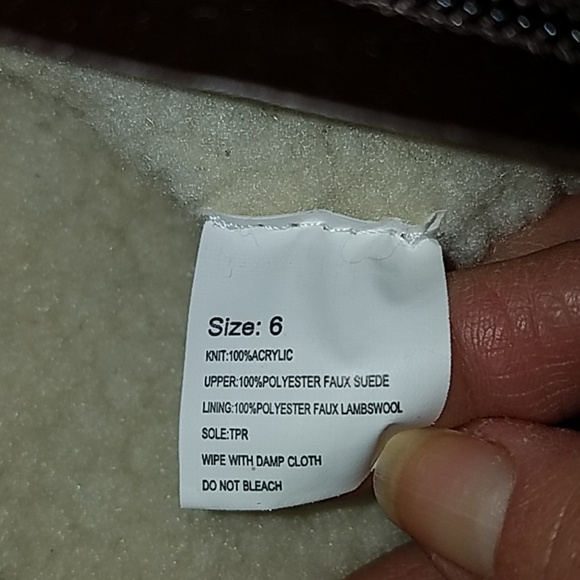 Size: 6
KNIT:100%ACRYLIC
UPPER:100%POLYESTER FAUX SUEDE
LINING:100%POLYESTER FAUX LAMBSWOOL
SOLE:TPR
WIPE WITH DAMP CLOTH
DO NOT BLEACH